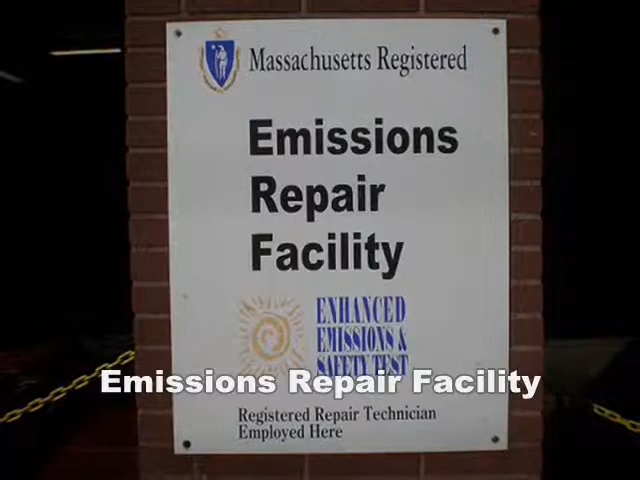 Massachusetts Registered
Emissions
Repair
Facility
ENHANCED
EMISSIONS &
SAFETY TEST
Emissions Repair Facility
Registered Repair Technician
Employed Here